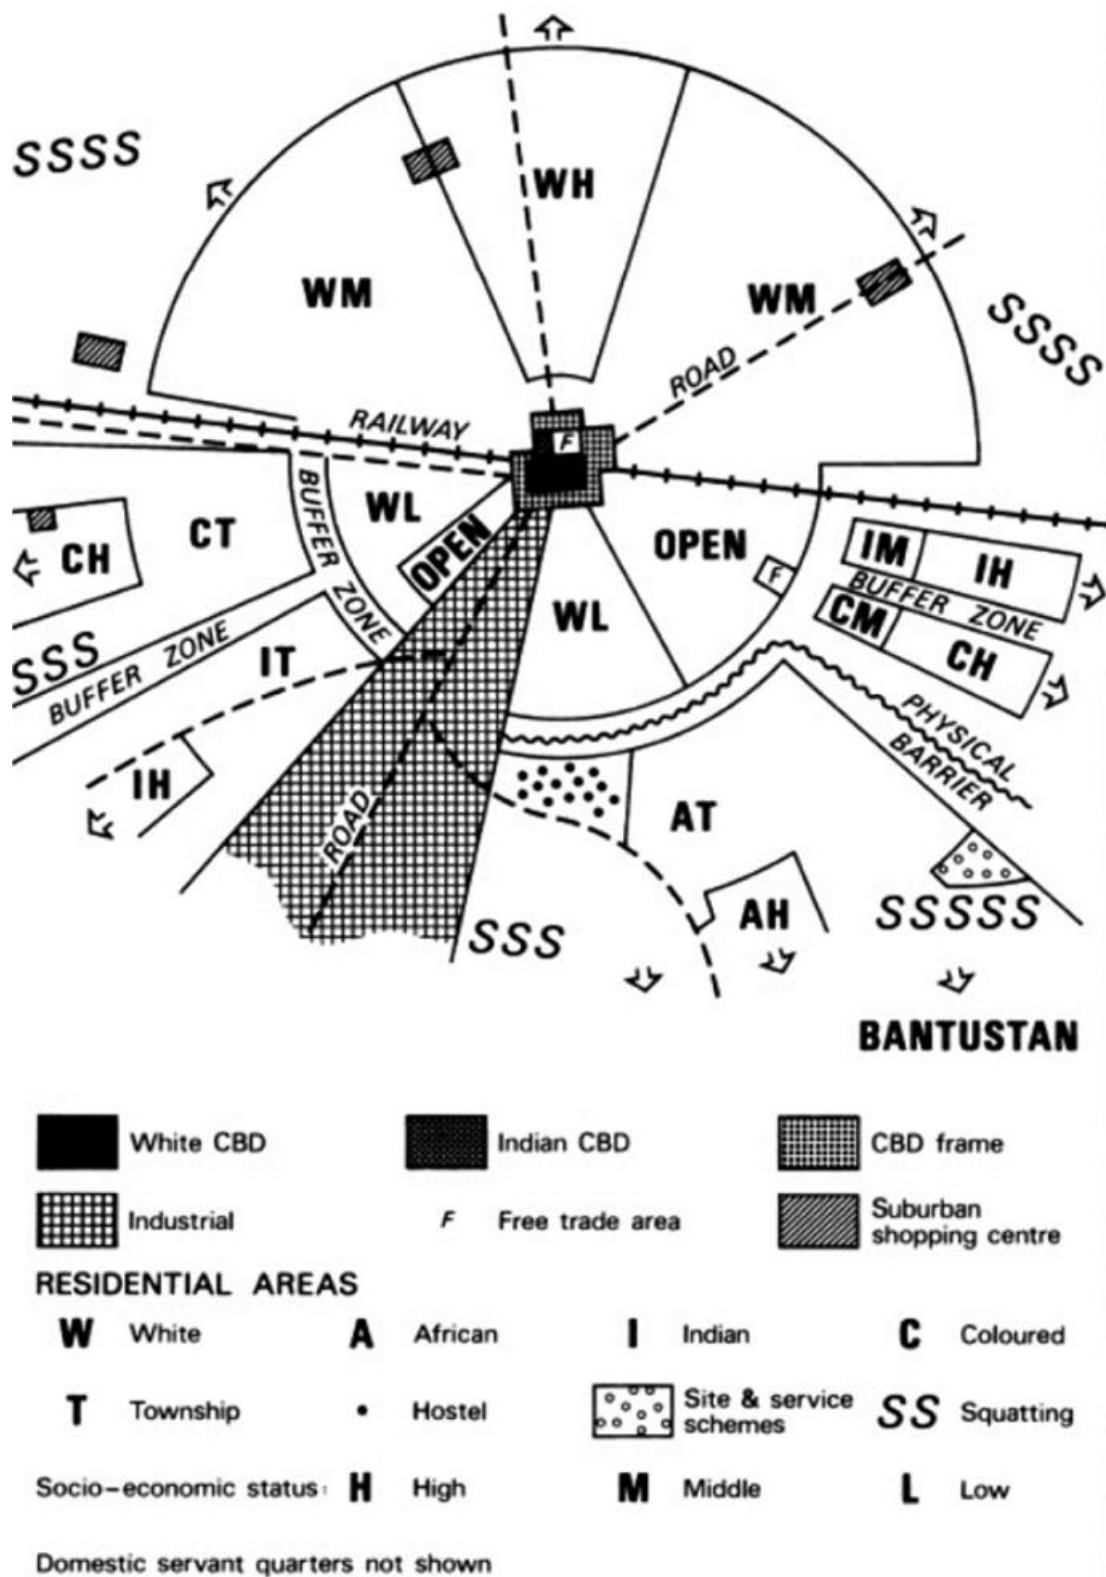 SSSS
WH
WM
WM
SSSS
ROAD
RAILWAY
F
BUFFER ZONE
WL
OPEN
OPEN
F
WL
CT
CH
SSS
BUFFER ZONE
IT
IH
IM
IH
BUFFER ZONE
CM
CH
PHYSICAL
BARRIER
ROAD
AT
AH
SSS
SSSSS
BANTUSTAN
White CBD
Indian CBD
CBD frame
Industrial
F Free trade area
Suburban
shopping centre
RESIDENTIAL AREAS
W White
A African
I Indian
C Coloured
T Township
Hostel
Site & service
schemes
SS Squatting
Socio-economic status: H High
M Middle
L Low
Domestic servant quarters not shown